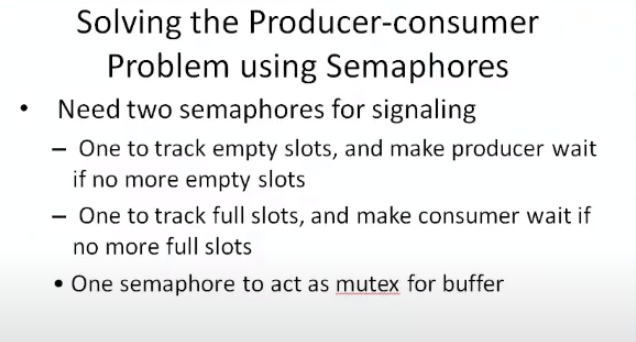 Solving the Producer-consumer
Problem using Semaphores
• Need two semaphores for signaling
– One to track empty slots, and make producer wait
if no more empty slots
– One to track full slots, and make consumer wait if
no more full slots
• One semaphore to act as mutex for buffer